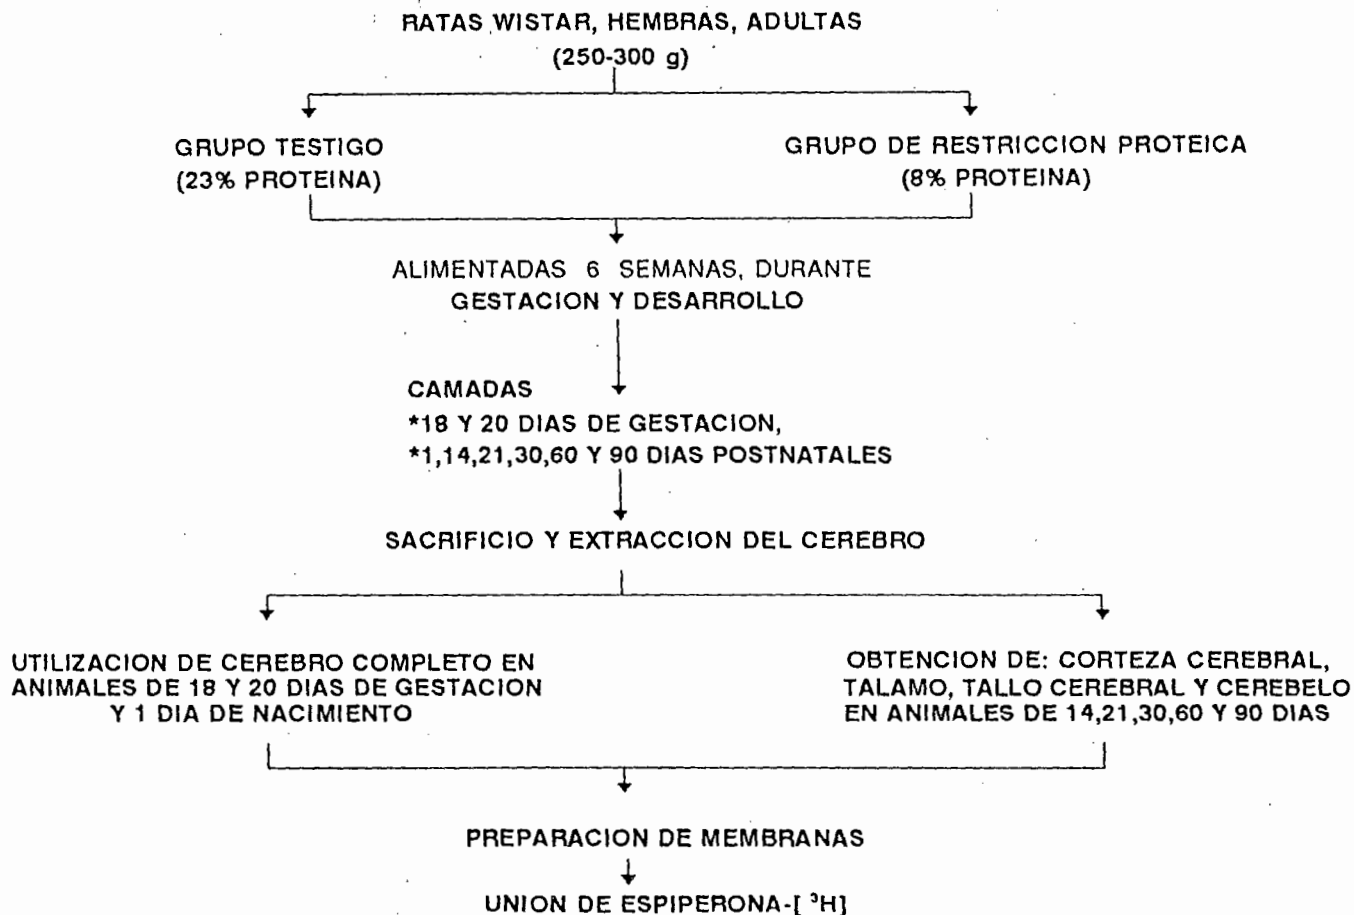 RATAS WISTAR, HEMBRAS, ADULTAS
(250-300 g)
GRUPO TESTIGO
(23% PROTEINA)
GRUPO DE RESTRICCION PROTEICA
(8% PROTEINA)
ALIMENTADAS 6 SEMANAS, DURANTE
GESTACION Y DESARROLLO
CAMADAS
*18 Y 20 DIAS DE GESTACION,
*1,14,21,30,60 Y 90 DIAS POSTNATALES
SACRIFICIO Y EXTRACCION DEL CEREBRO
UTILIZACION DE CEREBRO COMPLETO EN
ANIMALES DE 18 Y 20 DIAS DE GESTACION
Y 1 DIA DE NACIMIENTO
OBTENCION DE: CORTEZA CEREBRAL,
TALAMO, TALLO CEREBRAL Y CEREBELO
EN ANIMALES DE 14,21,30,60 Y 90 DIAS
PREPARACION DE MEMBRANAS
UNION DE ESPIPERONA-[ ³H]